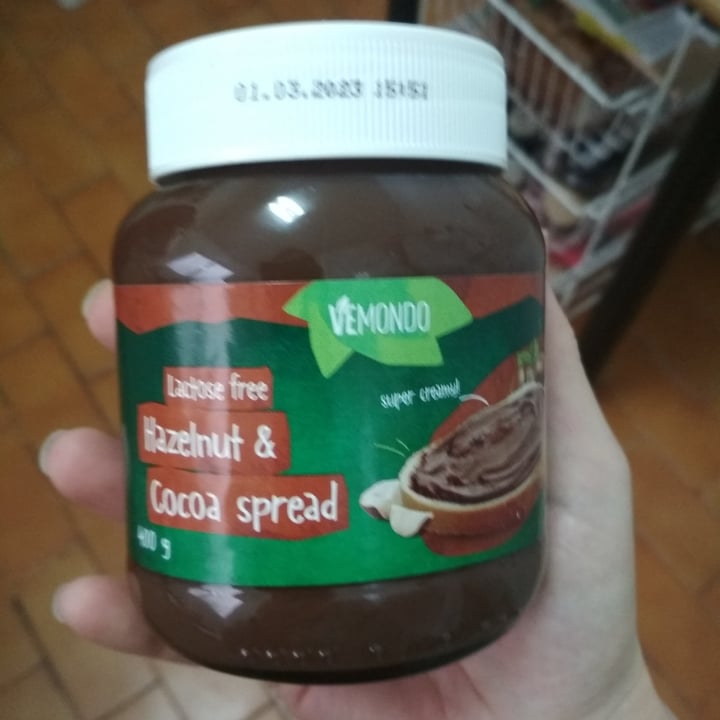 01.03.2023 15:51
VEMONDO
Lactose free
super creamy!
Hazelnut &
Cocoa spread
400 g